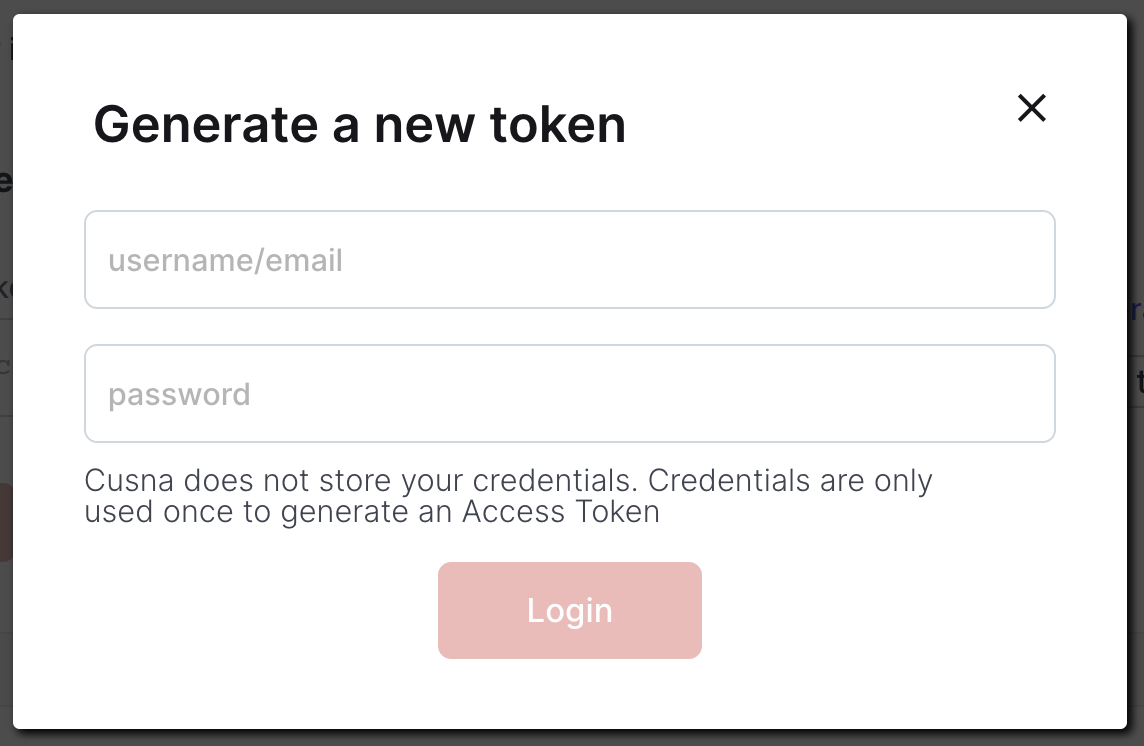 Generate a new token
username/email
password
Cusna does not store your credentials. Credentials are only
used once to generate an Access Token
Login